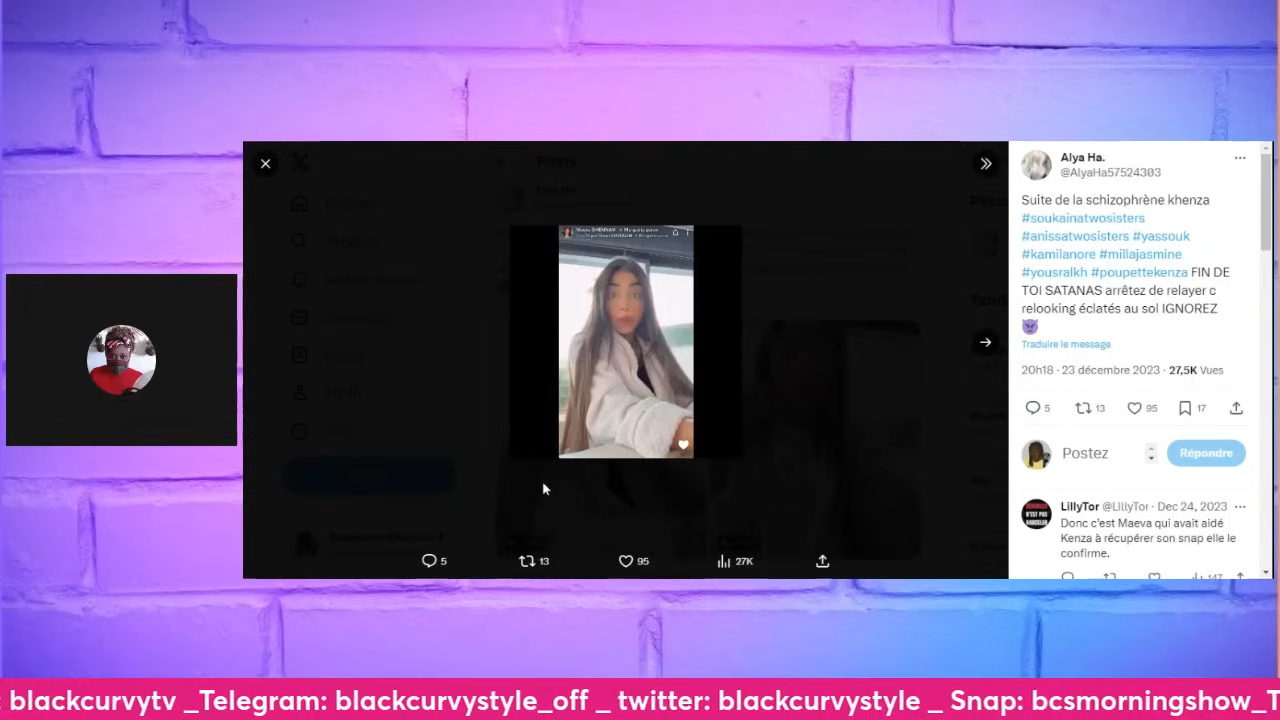 Alya Ha.
@AlyaHa57524303
Suite de la schizophrène khenza
#soukainatwosisters
#anissatwosisters #yassouk
#kamilanore #millajasmine
#yousralkh #poupettekenza FIN DE
TOI SATANAS arrêtez de relayer c
relooking éclatés au sol IGNOREZ
Traduire le message
20h18 · 23 décembre 2023 · 27,5K Vues
5 13 95 17
Postez
Répondre
LillyTor @LillyTor · Dec 24, 2023
Donc c'est Maeva qui avait aidé
Kenza à récupérer son snap elle le
confirme.
5 13 95 27K
: blackcurvytv _Telegram: blackcurvystyle_off _ twitter: blackcurvystyle _ Snap: bcsmorningshow_T